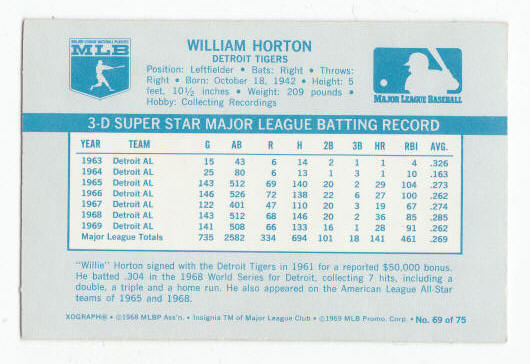 MAJOR LEAGUE BASEBALL PLAYERS
MLB
WILLIAM HORTON
DETROIT TIGERS
Position: Leftfielder • Bats: Right • Throws:
Right • Born: October 18, 1942 • Height: 5
feet, 10½ inches • Weight: 209 pounds •
Hobby: Collecting Recordings
MAJOR LEAGUE BASEBALL
3-D SUPER STAR MAJOR LEAGUE BATTING RECORD
YEAR TEAM G AB R H 2B 3B HR RBI AVG.
1963 Detroit AL 15 43 6 14 2 1 1 4 .326
1964 Detroit AL 25 80 6 13 1 3 1 10 .163
1965 Detroit AL 143 512 69 140 20 2 29 104 .273
1966 Detroit AL 146 526 72 138 22 6 27 100 .262
1967 Detroit AL 122 401 47 110 20 3 19 67 .274
1968 Detroit AL 143 512 68 146 20 2 36 85 .285
1969 Detroit AL 141 508 66 133 16 1 28 91 .262
Major League Totals 735 2582 334 694 101 18 141 461 .269
"Willie" Horton signed with the Detroit Tigers in 1961 for a reported $50,000 bonus.
He batted .304 in the 1968 World Series for Detroit, collecting 7 hits, including a
double, a triple and a home run. He also appeared on the American League All-Star
teams of 1965 and 1968.
XOGRAPH® • ©1968 MLBP Ass'n. • Insignia TM of Major League Club • ©1969 MLB Promo. Corp. • No. 69 of 75